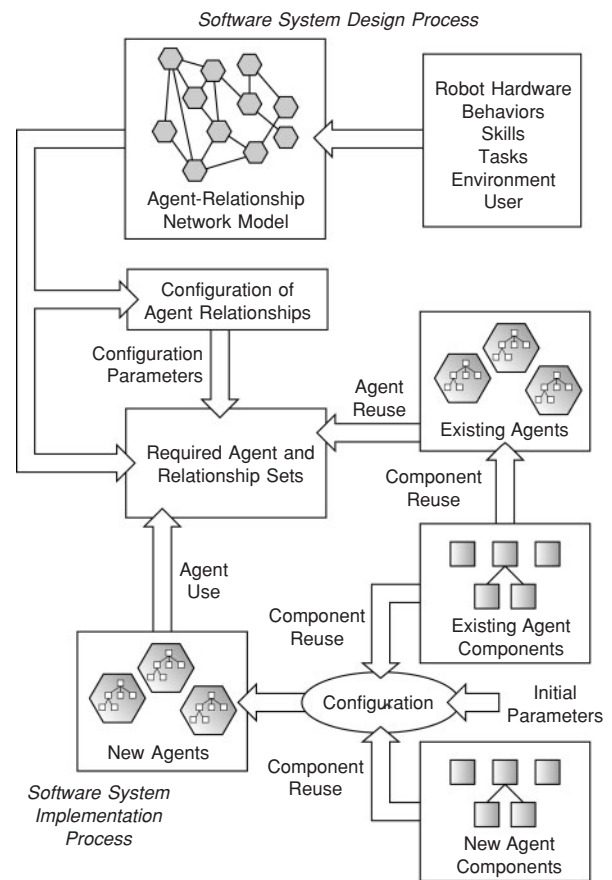 Software System Design Process
Robot Hardware
Behaviors
Skills
Tasks
Environment
User
Agent-Relationship
Network Model
Configuration of
Agent Relationships
Configuration
Parameters
Agent
Reuse
Existing Agents
Required Agent and
Relationship Sets
Component
Reuse
Agent
Use
Component
Reuse
Existing Agent
Components
New Agents
Configuration
Initial
Parameters
Component
Reuse
Software System
Implementation
Process
New Agent
Components